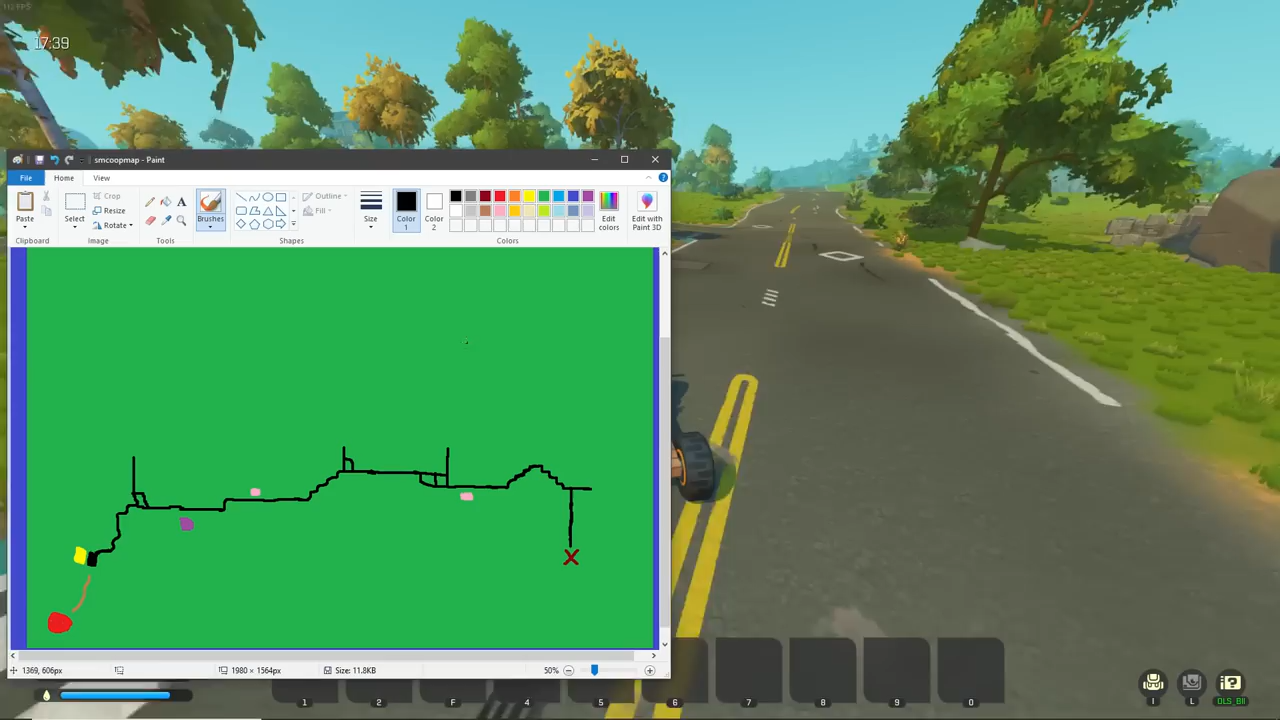 17:39
smcoopmap - Paint
File Home View
Paste
Select
Crop
Resize
Rotate
A
Brushes
Outline
Fill
Size
Color 1
Color 2
Edit colors
Edit with Paint 3D
Clipboard Image Tools Shapes Colors
X
1369, 606px
1980 × 1564px
Size: 11.8KB
50%
1 2 F 4 5 6 7 8 9 0
I L